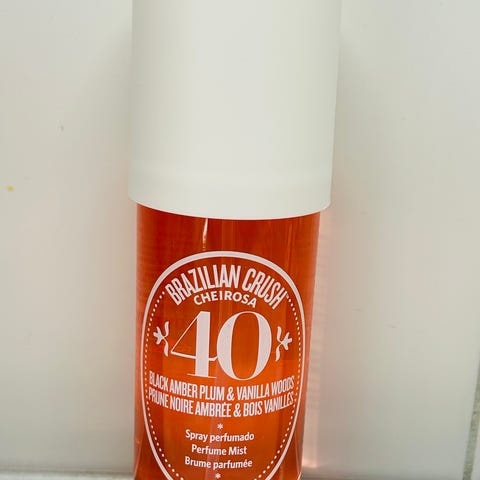 BRAZILIAN CRUSH
CHEIROSA
40
BLACK AMBER PLUM & VANILLA WOODS
PRUNE NOIRE AMBRÉE & BOIS VANILLÉS
*
Spray perfumado
Perfume Mist
Brume parfumée
*